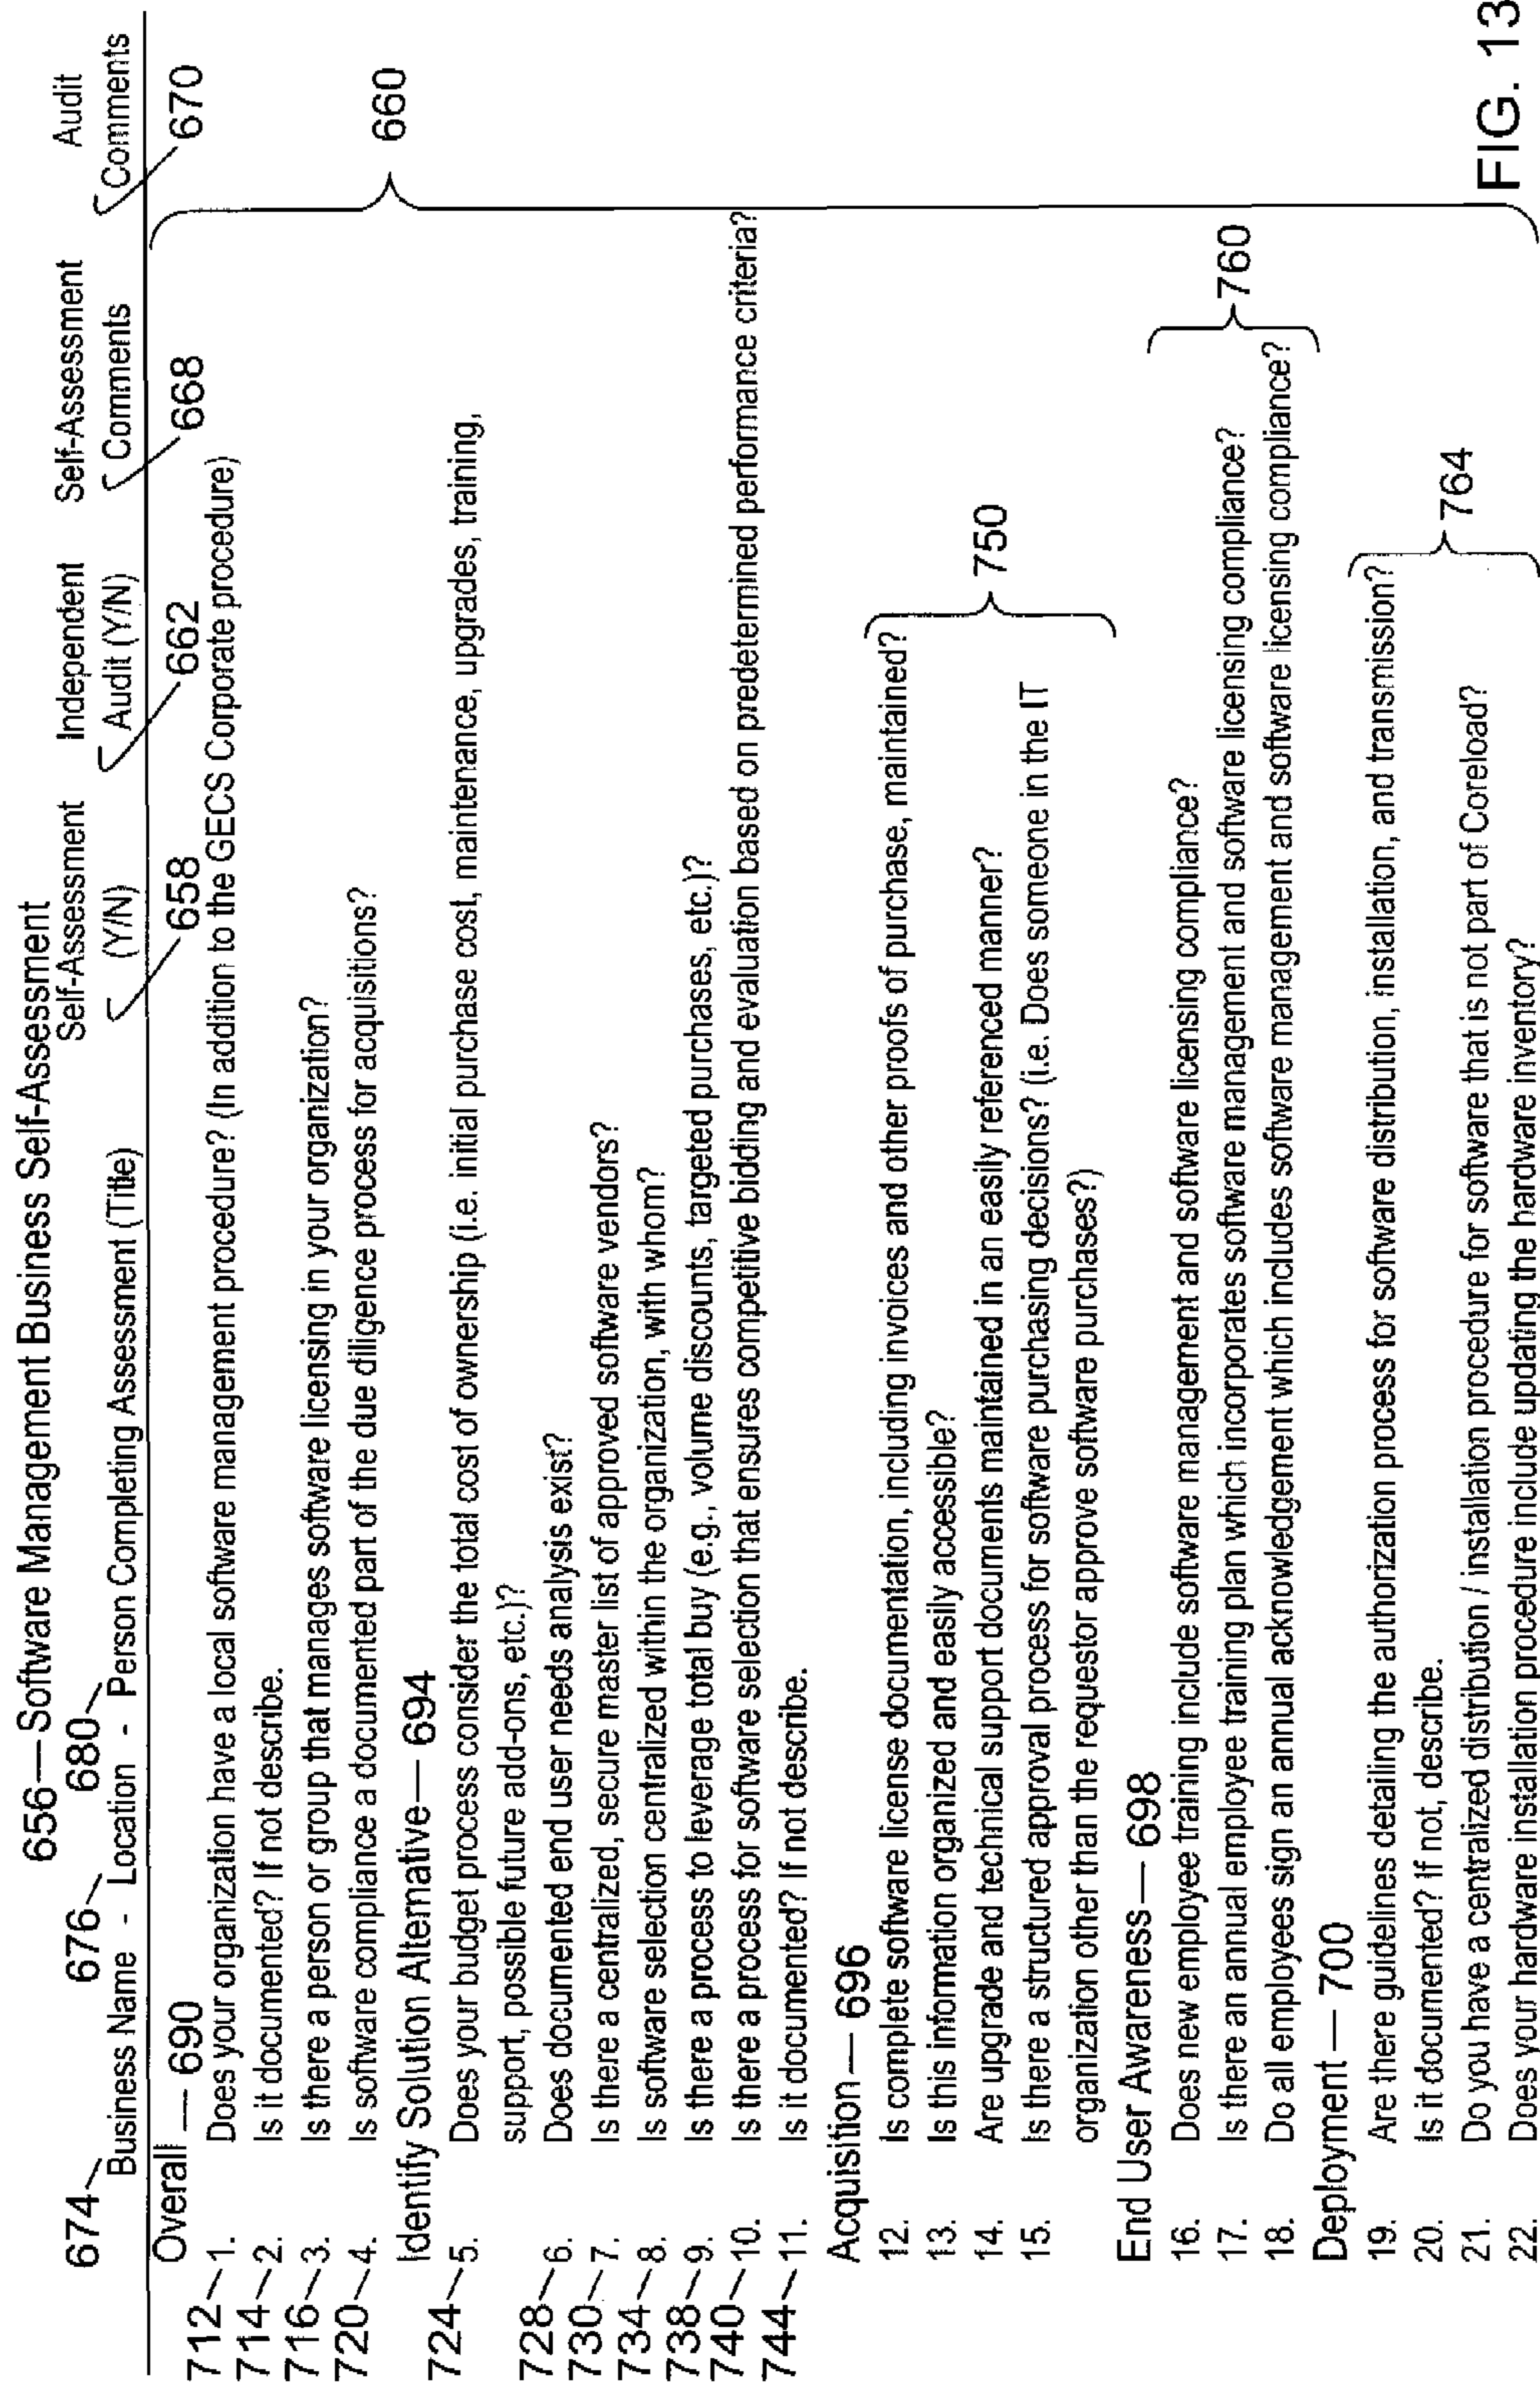 656—Software Management Business Self-Assessment
674 676 680 Self-Assessment Independent Self-Assessment Audit
Business Name - Location - Person Completing Assessment (Title) (Y/N) Audit (Y/N) Comments Comments
Overall — 690 658 662 668 670
712 1. Does your organization have a local software management procedure? (In addition to the GECS Corporate procedure)
714 2. Is it documented? If not describe.
716 3. Is there a person or group that manages software licensing in your organization?
720 4. Is software compliance a documented part of the due diligence process for acquisitions?
660
Identify Solution Alternative — 694
724 5. Does your budget process consider the total cost of ownership (i.e. initial purchase cost, maintenance, upgrades, training,
support, possible future add-ons, etc.)?
728 6. Does documented end user needs analysis exist?
730 7. Is there a centralized, secure master list of approved software vendors?
734 8. Is software selection centralized within the organization, with whom?
738 9. Is there a process to leverage total buy (e.g., volume discounts, targeted purchases, etc.)?
740 10. Is there a process for software selection that ensures competitive bidding and evaluation based on predetermined performance criteria?
744 11. Is it documented? If not describe.
Acquisition — 696
12. Is complete software license documentation, including invoices and other proofs of purchase, maintained?
13. Is this information organized and easily accessible?
14. Are upgrade and technical support documents maintained in an easily referenced manner?
750
15. Is there a structured approval process for software purchasing decisions? (i.e. Does someone in the IT
organization other than the requestor approve software purchases?)
End User Awareness — 698
16. Does new employee training include software management and software licensing compliance?
17. Is there an annual employee training plan which incorporates software management and software licensing compliance?
760
18. Do all employees sign an annual acknowledgement which includes software management and software licensing compliance?
Deployment — 700
19. Are there guidelines detailing the authorization process for software distribution, installation, and transmission?
20. Is it documented? If not, describe.
764
21. Do you have a centralized distribution / installation procedure for software that is not part of Coreload?
22. Does your hardware installation procedure include updating the hardware inventory?
FIG. 13